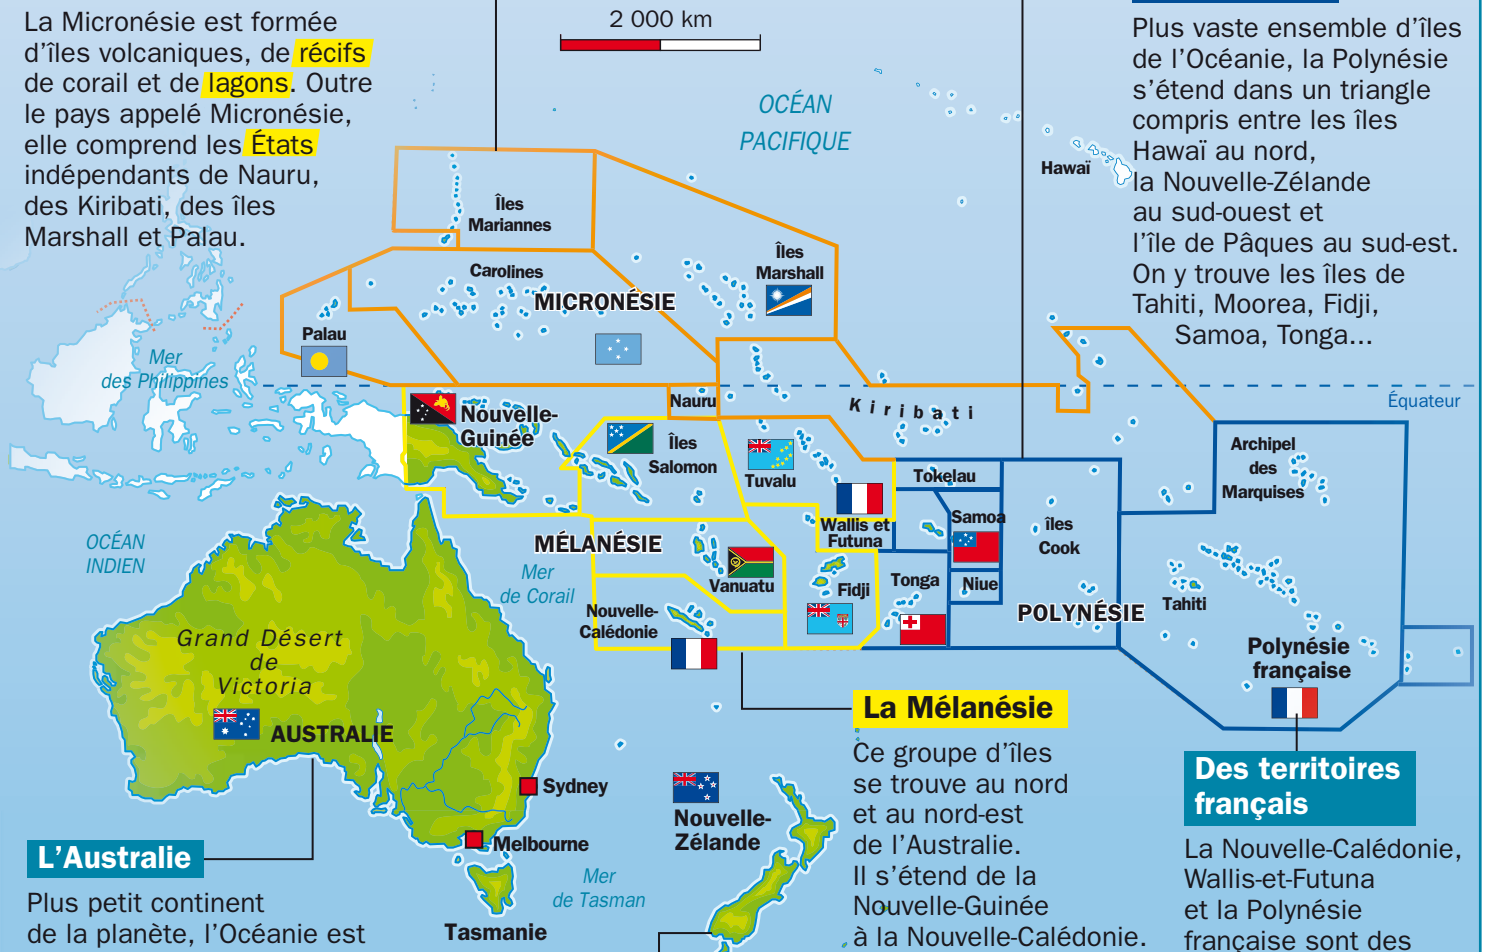 La Micronésie est formée
d’îles volcaniques, de récifs
de corail et de lagons. Outre
le pays appelé Micronésie,
elle comprend les États
indépendants de Nauru,
des Kiribati, des îles
Marshall et Palau.
2 000 km
Plus vaste ensemble d’îles
de l’Océanie, la Polynésie
s’étend dans un triangle
compris entre les îles
Hawaï au nord,
la Nouvelle-Zélande
au sud-ouest et
l’île de Pâques au sud-est.
On y trouve les îles de
Tahiti, Moorea, Fidji,
Samoa, Tonga...
OCÉAN
PACIFIQUE
Hawaï
Îles
Mariannes
Carolines
Îles
Marshall
MICRONÉSIE
Palau
Mer
des Philippines
Équateur
Nauru
Kiribati
Nouvelle-
Guinée
Îles
Salomon
Tuvalu
Wallis et
Futuna
Tokelau
Samoa
îles
Cook
Archipel
des
Marquises
OCÉAN
INDIEN
MÉLANÉSIE
Mer
de Corail
Vanuatu
Fidji
Tonga
Niue
POLYNÉSIE
Tahiti
Nouvelle-
Calédonie
Polynésie
française
Grand Désert
de
Victoria
AUSTRALIE
Sydney
Melbourne
Nouvelle-
Zélande
Mer
de Tasman
Tasmanie
La Mélanésie
Ce groupe d’îles
se trouve au nord
et au nord-est
de l’Australie.
Il s’étend de la
Nouvelle-Guinée
à la Nouvelle-Calédonie.
Des territoires
français
La Nouvelle-Calédonie,
Wallis-et-Futuna
et la Polynésie
française sont des
L’Australie
Plus petit continent
de la planète, l’Océanie est